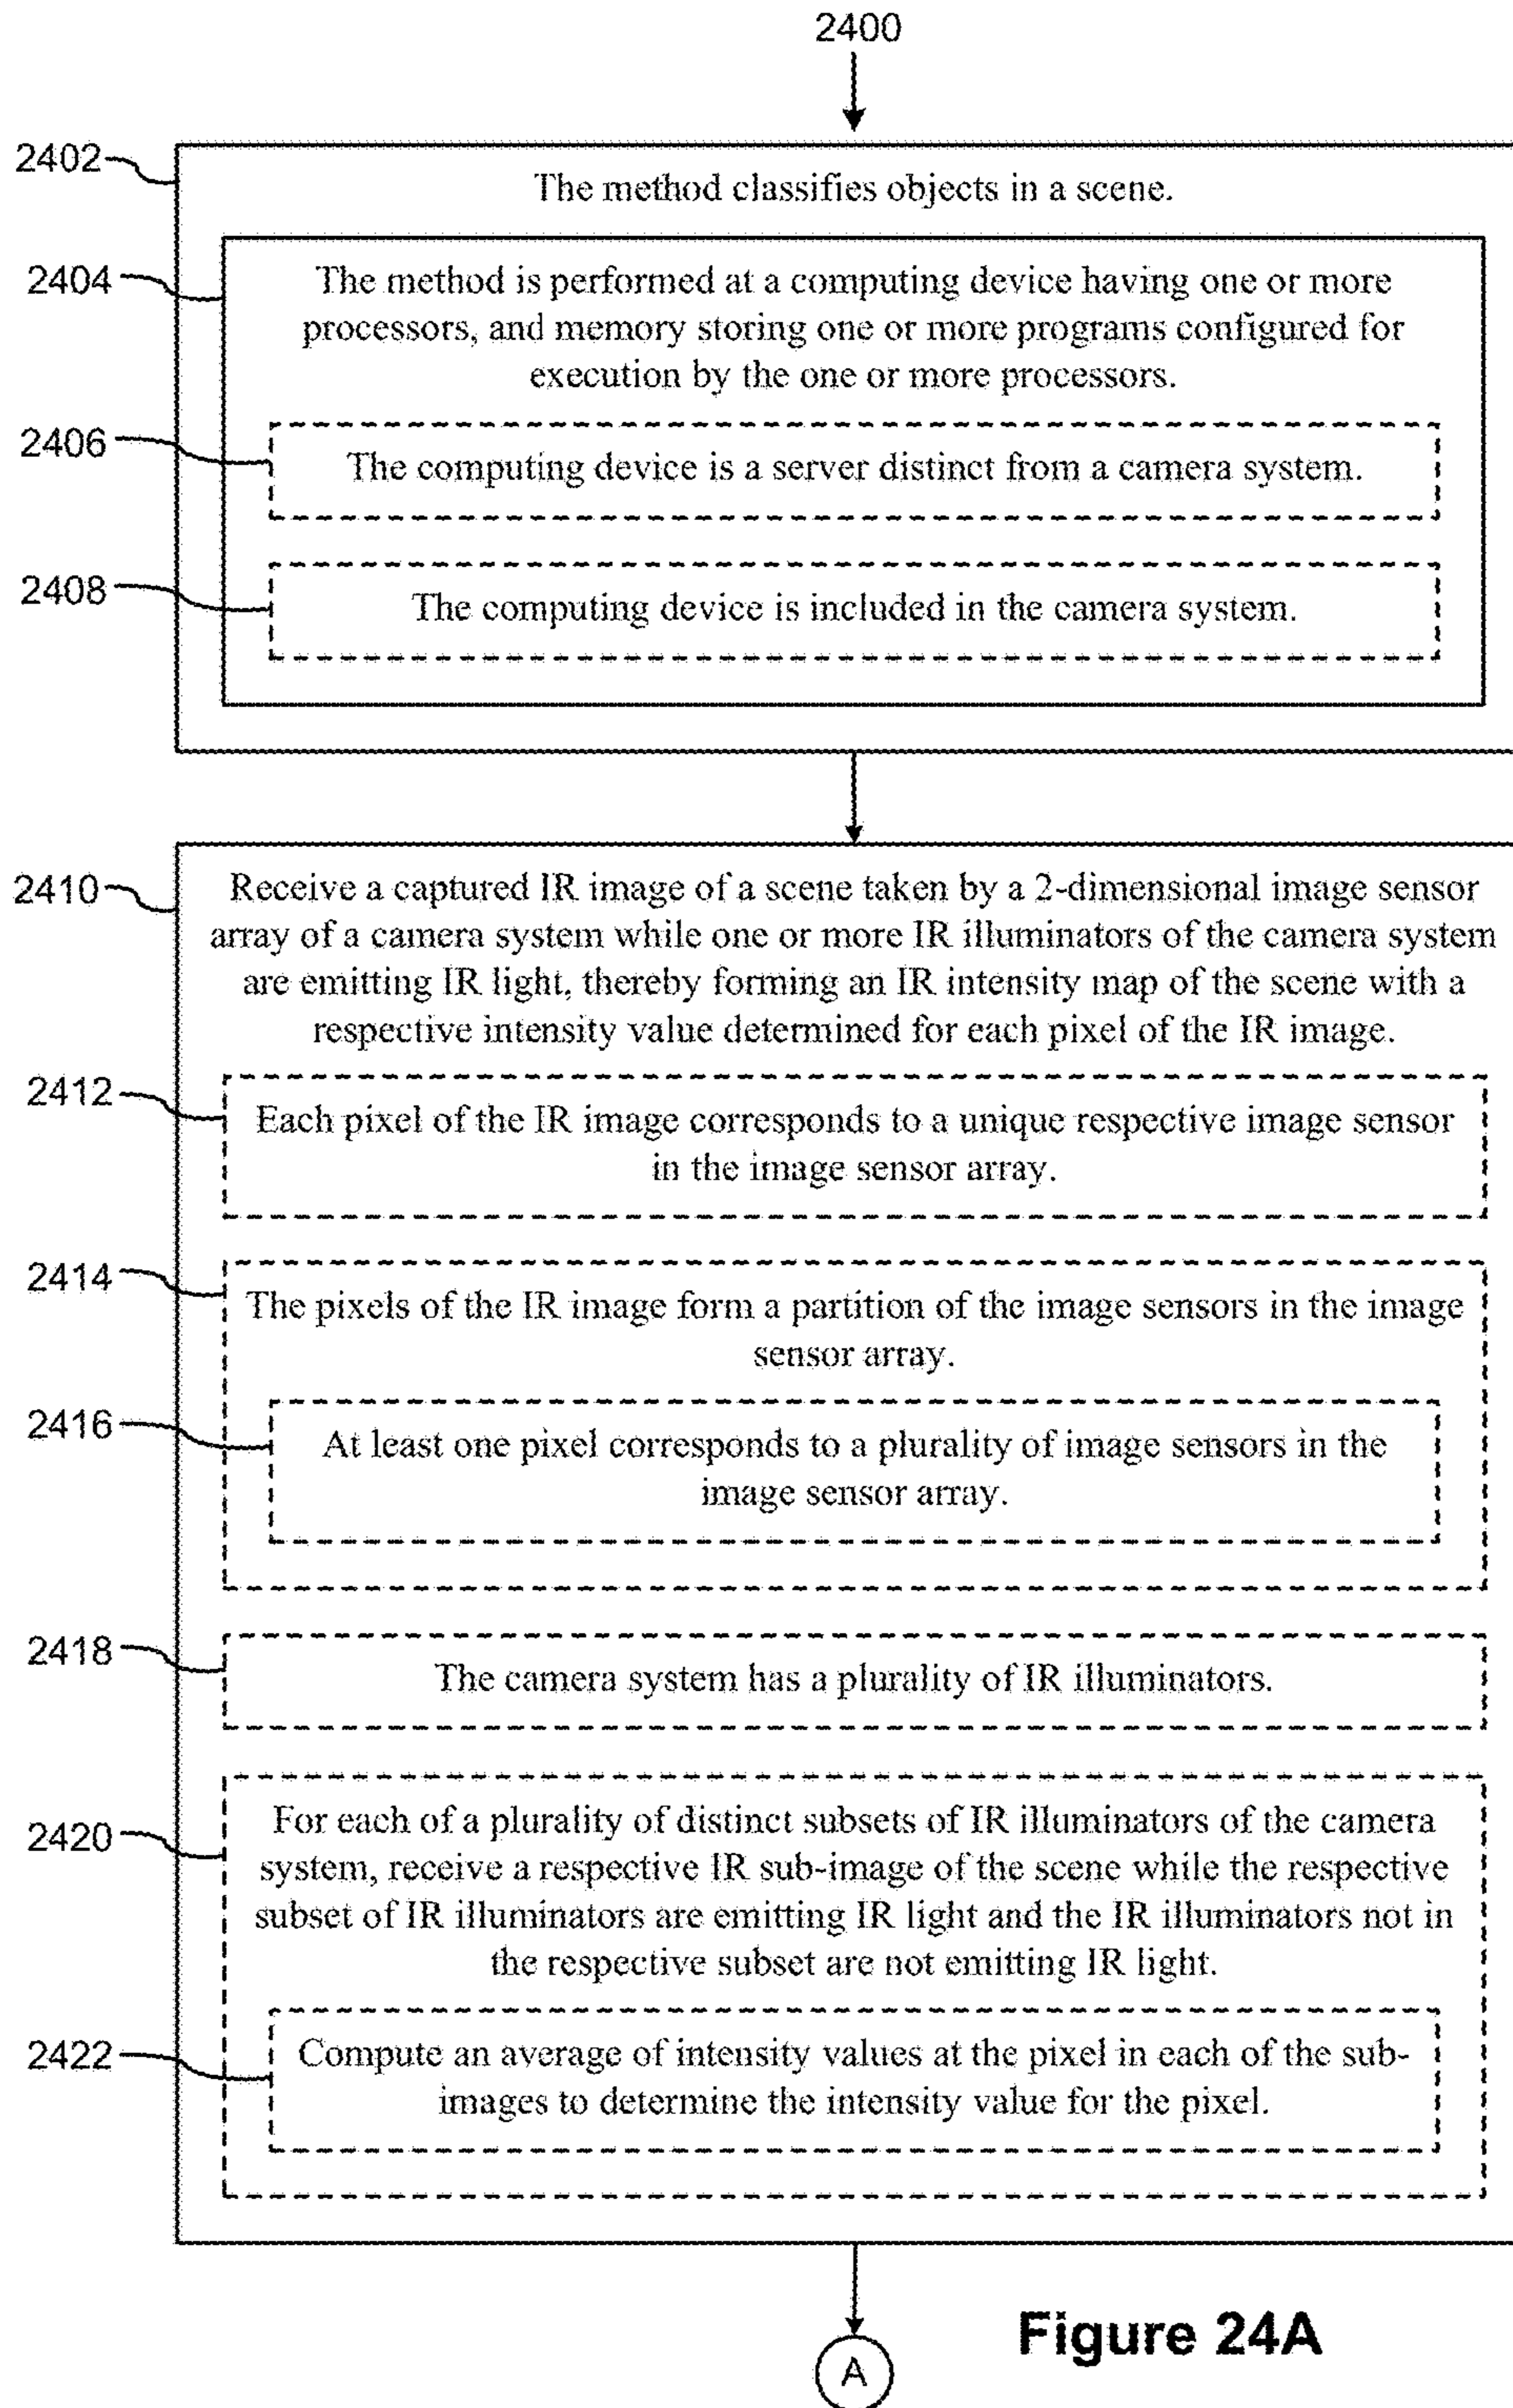 2400
2402
The method classifies objects in a scene.
2404
The method is performed at a computing device having one or more
processors, and memory storing one or more programs configured for
execution by the one or more processors.
2406
The computing device is a server distinct from a camera system.
2408
The computing device is included in the camera system.
2410
Receive a captured IR image of a scene taken by a 2-dimensional image sensor
array of a camera system while one or more IR illuminators of the camera system
are emitting IR light, thereby forming an IR intensity map of the scene with a
respective intensity value determined for each pixel of the IR image.
2412
Each pixel of the IR image corresponds to a unique respective image sensor
in the image sensor array.
2414
The pixels of the IR image form a partition of the image sensors in the image
sensor array.
2416
At least one pixel corresponds to a plurality of image sensors in the
image sensor array.
2418
The camera system has a plurality of IR illuminators.
2420
For each of a plurality of distinct subsets of IR illuminators of the camera
system, receive a respective IR sub-image of the scene while the respective
subset of IR illuminators are emitting IR light and the IR illuminators not in
the respective subset are not emitting IR light.
2422
Compute an average of intensity values at the pixel in each of the sub-
images to determine the intensity value for the pixel.
Figure 24A
A